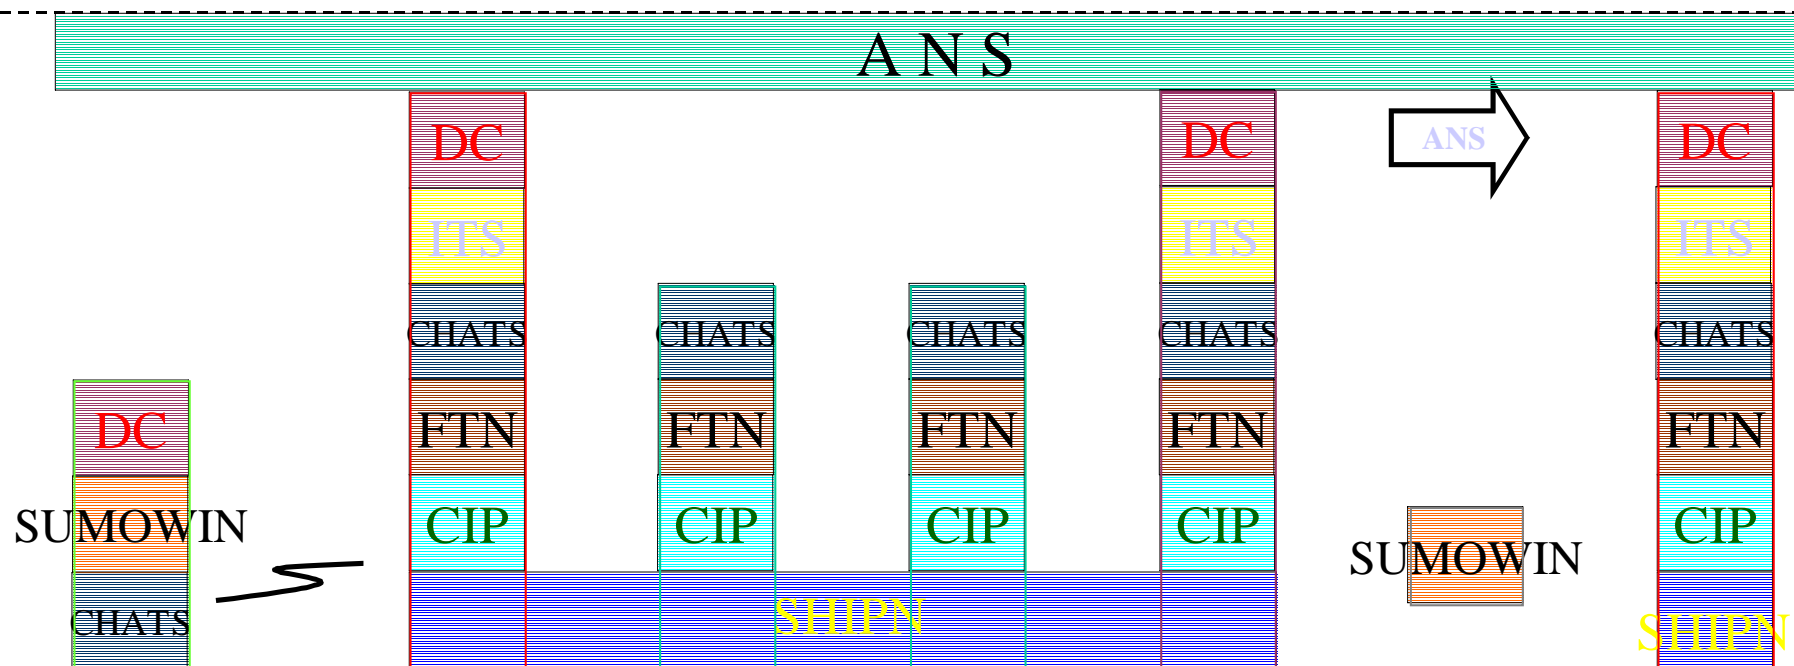 A N S
DC DC ANS DC
ITS ITS ITS
CHATS CHATS CHATS CHATS CHATS
DC FTN FTN FTN FTN FTN
SUMOWIN CIP CIP CIP CIP SUMOWIN CIP
CHATS SHIPN SHIPN